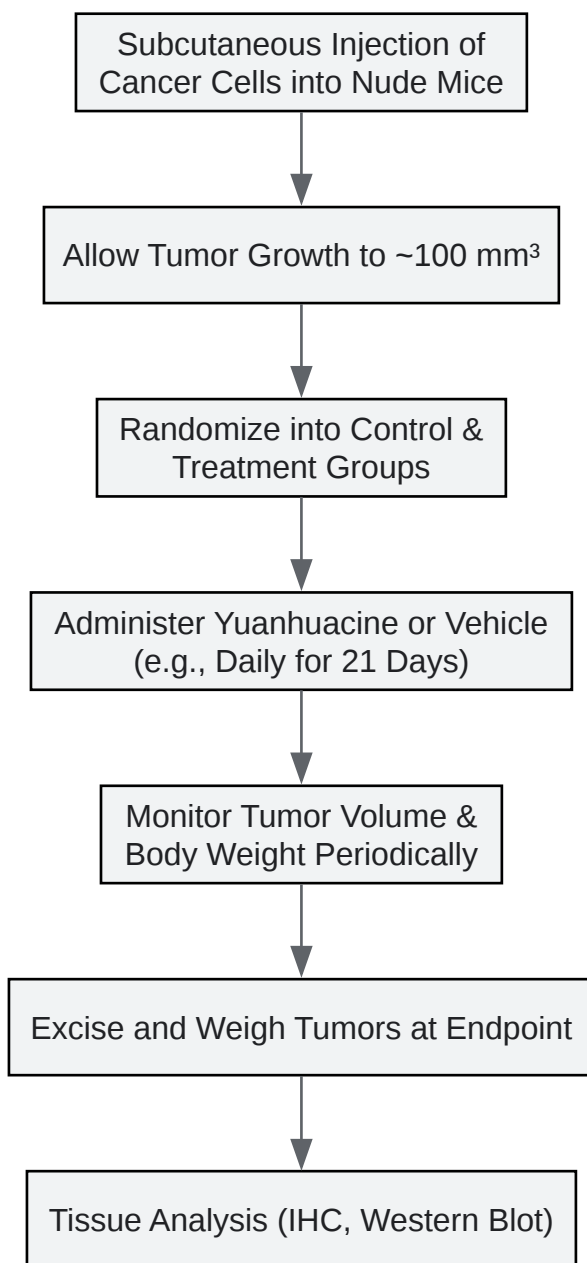 Subcutaneous Injection of
Cancer Cells into Nude Mice
Allow Tumor Growth to ~100 mm³
Randomize into Control &
Treatment Groups
Administer Yuanhuacine or Vehicle
(e.g., Daily for 21 Days)
Monitor Tumor Volume &
Body Weight Periodically
Excise and Weigh Tumors at Endpoint
Tissue Analysis (IHC, Western Blot)